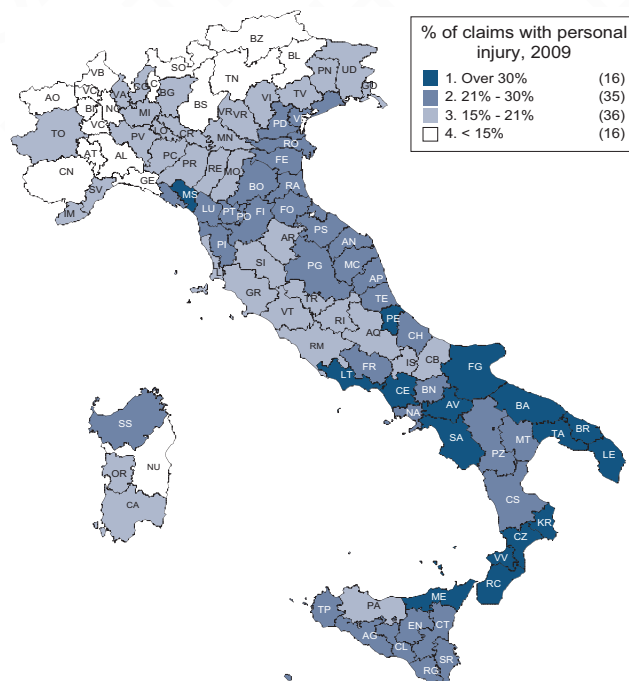 % of claims with personal
injury, 2009
1. Over 30% (16)
2. 21% - 30% (35)
3. 15% - 21% (36)
4. < 15% (16)
BZ
BL
SO
VB
TN
PN UD
AO
VC
VA
CO
LC
BG
BS
VI
TV
GO
BI
NO
MI
VR
VR
PD
VE
TO
VC
PV
LO
CR
MN
RO
AT
AL
PC
PR
RE
MO
FE
CN
GE
BO
RA
SV
MS
IM
LU
PT
PO
FI
FO
PI
PS
AR
AN
LI
SI
PG
MC
AP
GR
TR
TE
VT
RI
AQ
PE
CH
RM
IS
CB
FR
FG
LT
CE
BN
NA
AV
BA
SS
SA
MT
TA
BR
PZ
LE
OR
NU
CA
CS
KR
CZ
VV
RC
ME
TP
PA
EN
CT
AG
CL
SR
RG